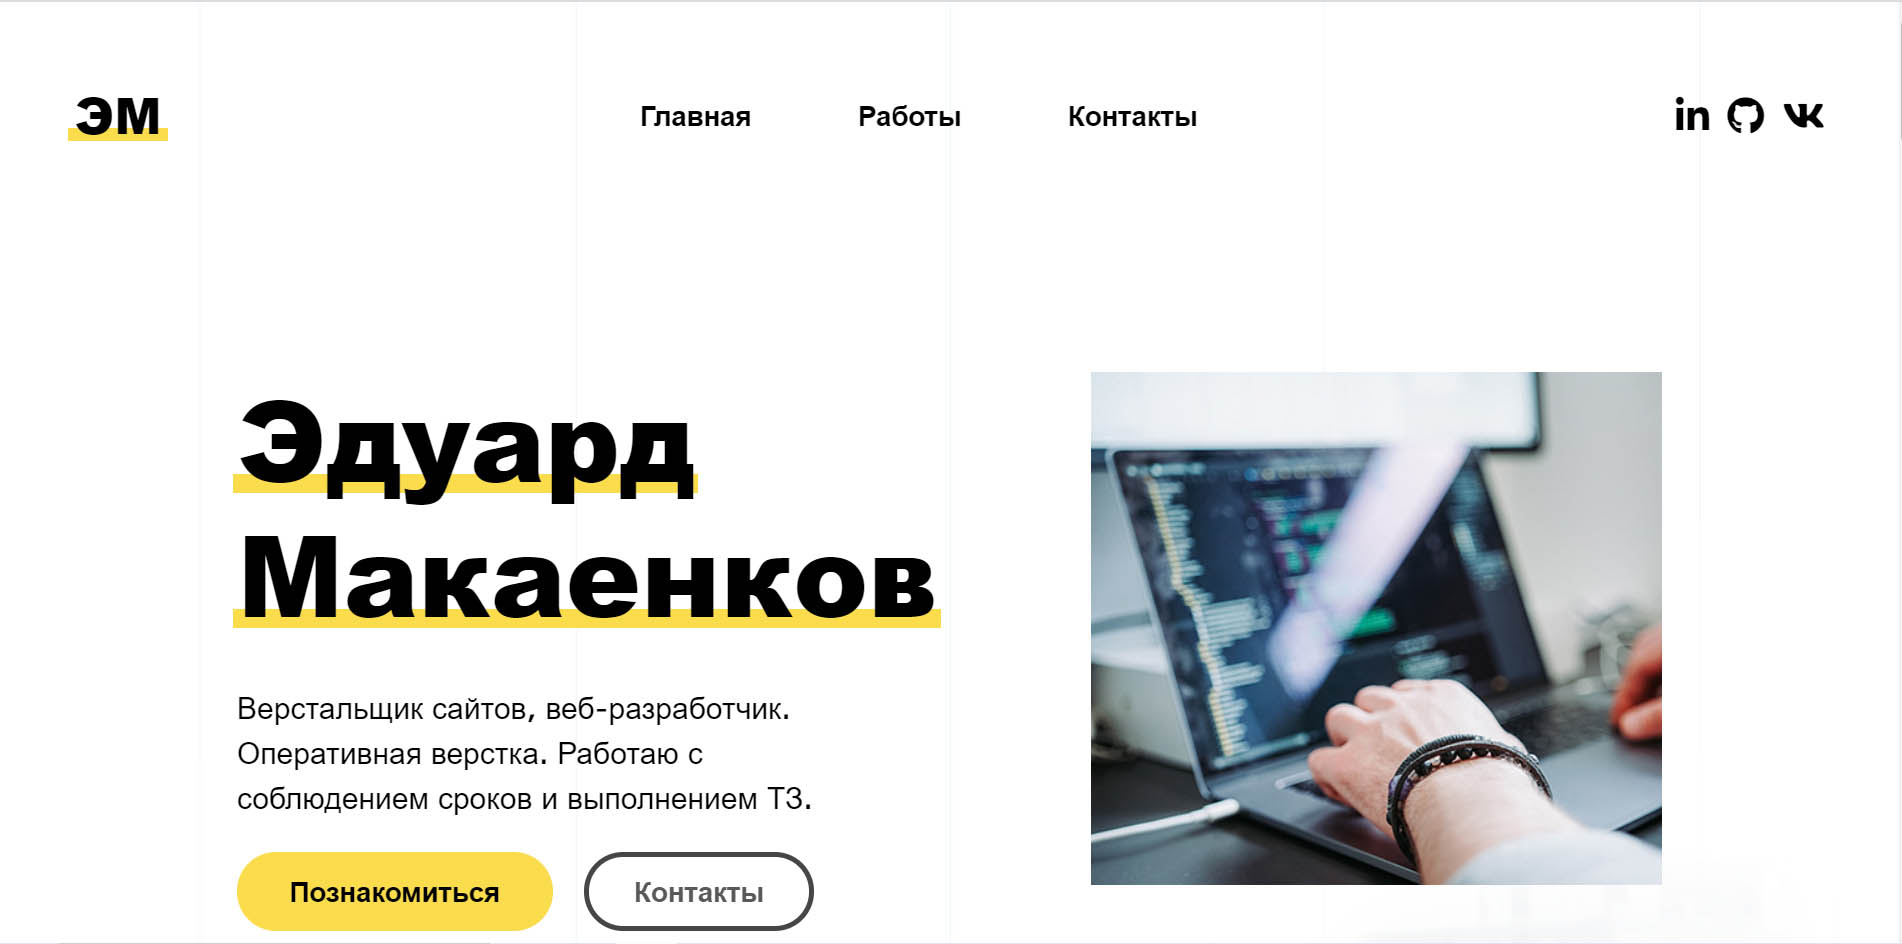 ЭМ
Главная Работы Контакты
in
Эдуард
Макаенков
Верстальщик сайтов, веб-разработчик.
Оперативная верстка. Работаю с
соблюдением сроков и выполнением ТЗ.
Познакомиться Контакты